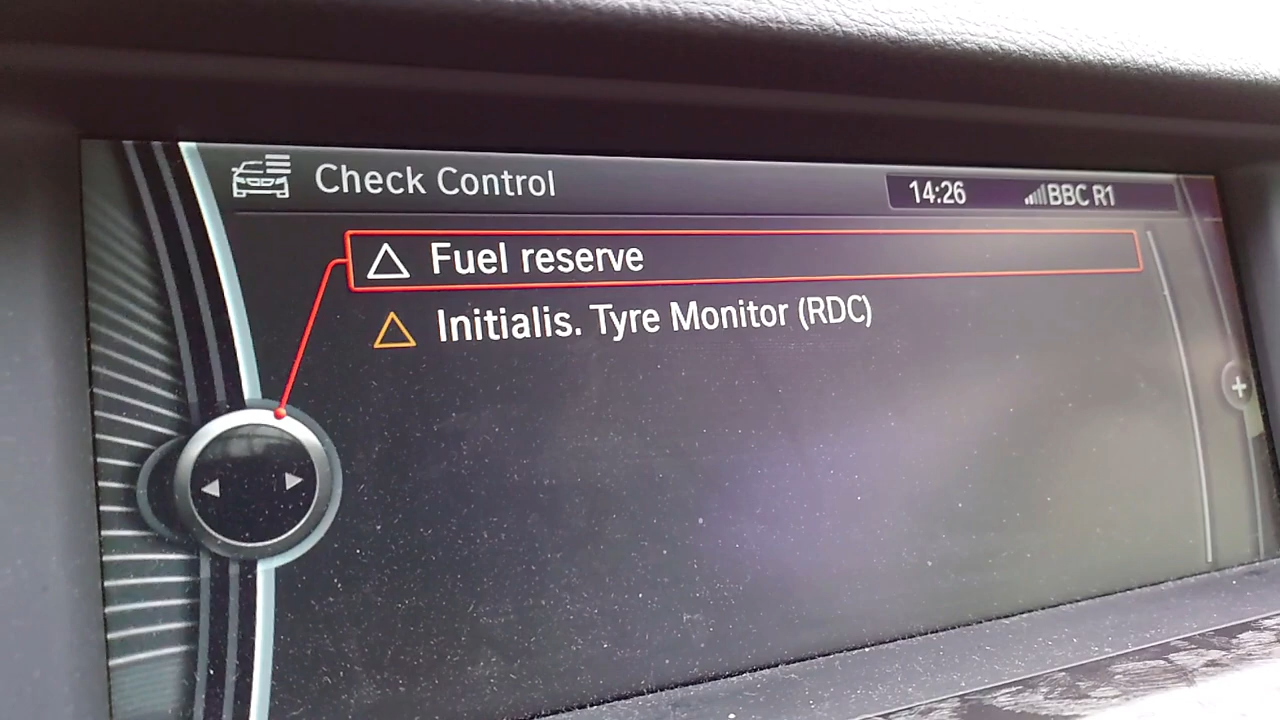 Check Control
14:26 BBC R1
Fuel reserve
Initialis. Tyre Monitor (RDC)